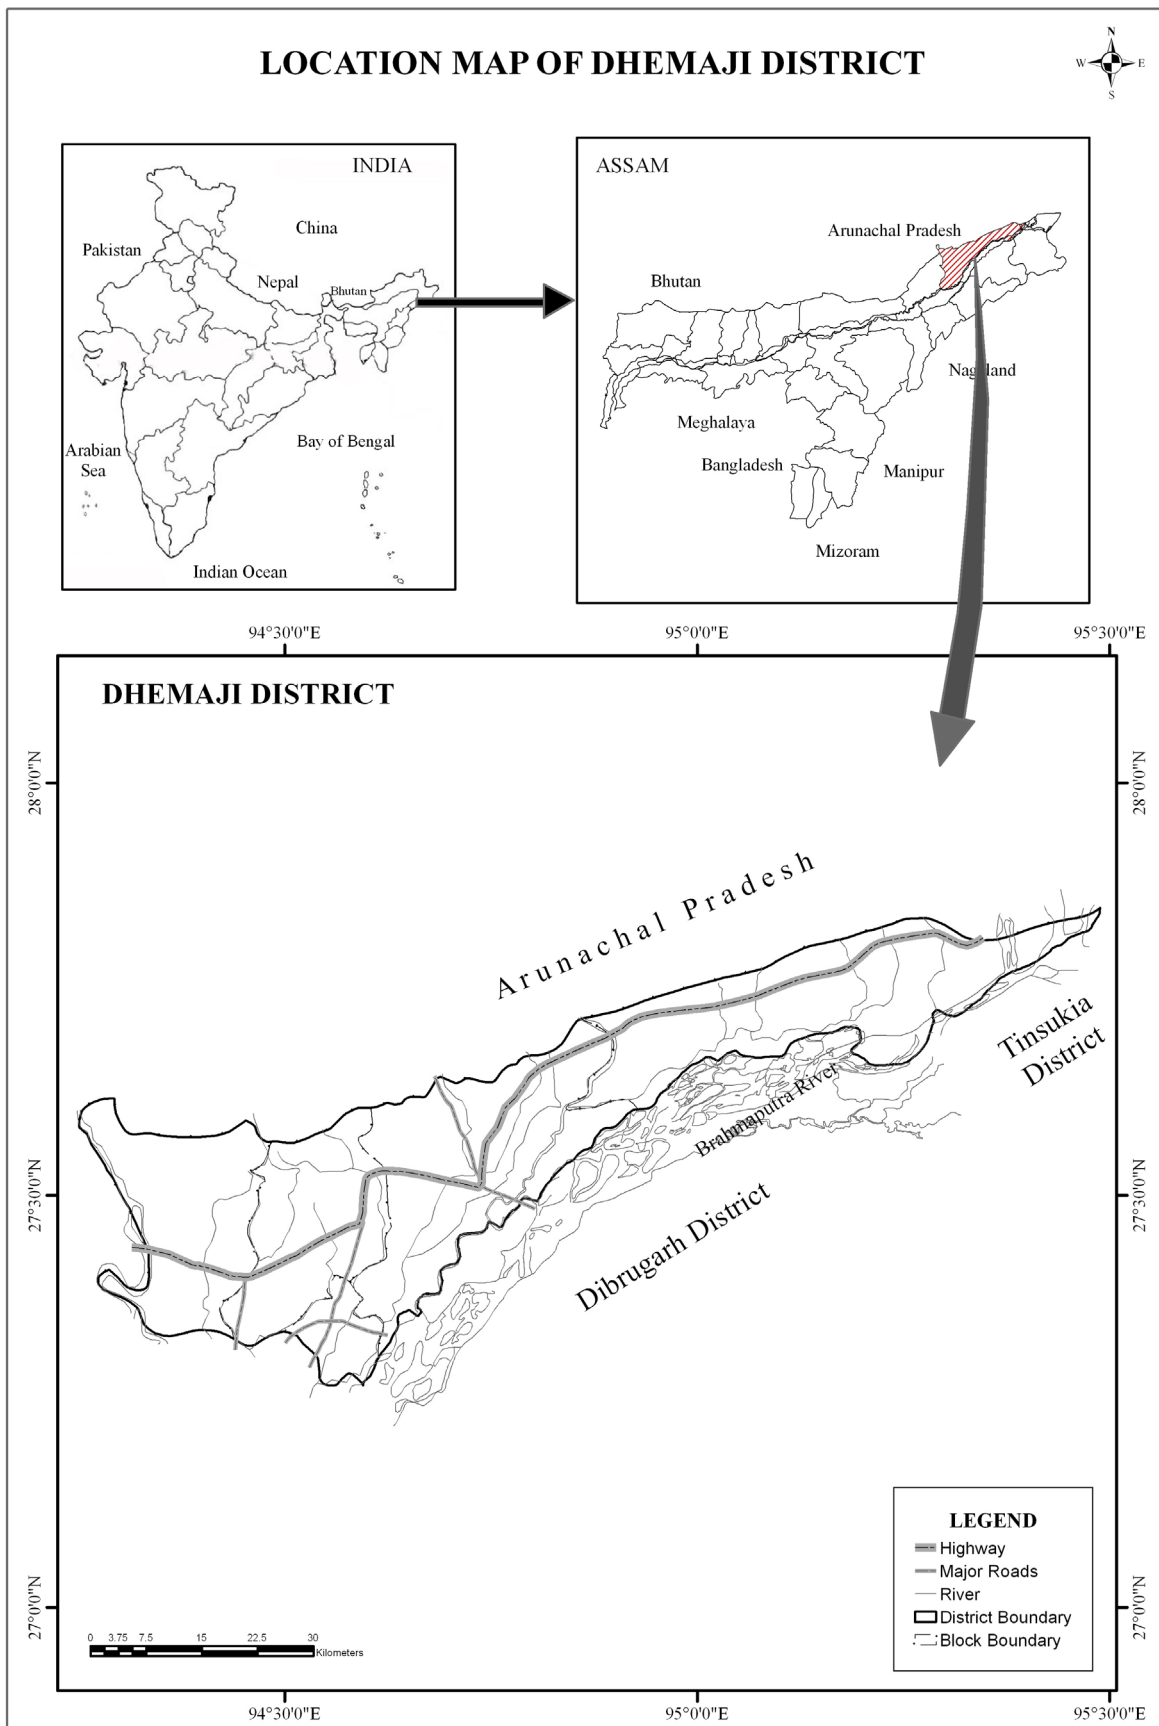 LOCATION MAP OF DHEMAJI DISTRICT
N
W
E
S
INDIA
China
Pakistan
Nepal
Bhutan
Arabian
Sea
Bay of Bengal
Indian Ocean
ASSAM
Arunachal Pradesh
Bhutan
Nagaland
Meghalaya
Bangladesh
Manipur
Mizoram
94°30'0"E
95°0'0"E
95°30'0"E
DHEMAJI DISTRICT
28°0'0"N
28°0'0"N
Arunachal Pradesh
Tinsukia
District
Brahmaputra River
27°30'0"N
27°30'0"N
Dibrugarh District
LEGEND
Highway
Major Roads
River
District Boundary
Block Boundary
27°0'0"N
27°0'0"N
0 3.75 7.5 15 22.5 30
Kilometers
94°30'0"E
95°0'0"E
95°30'0"E